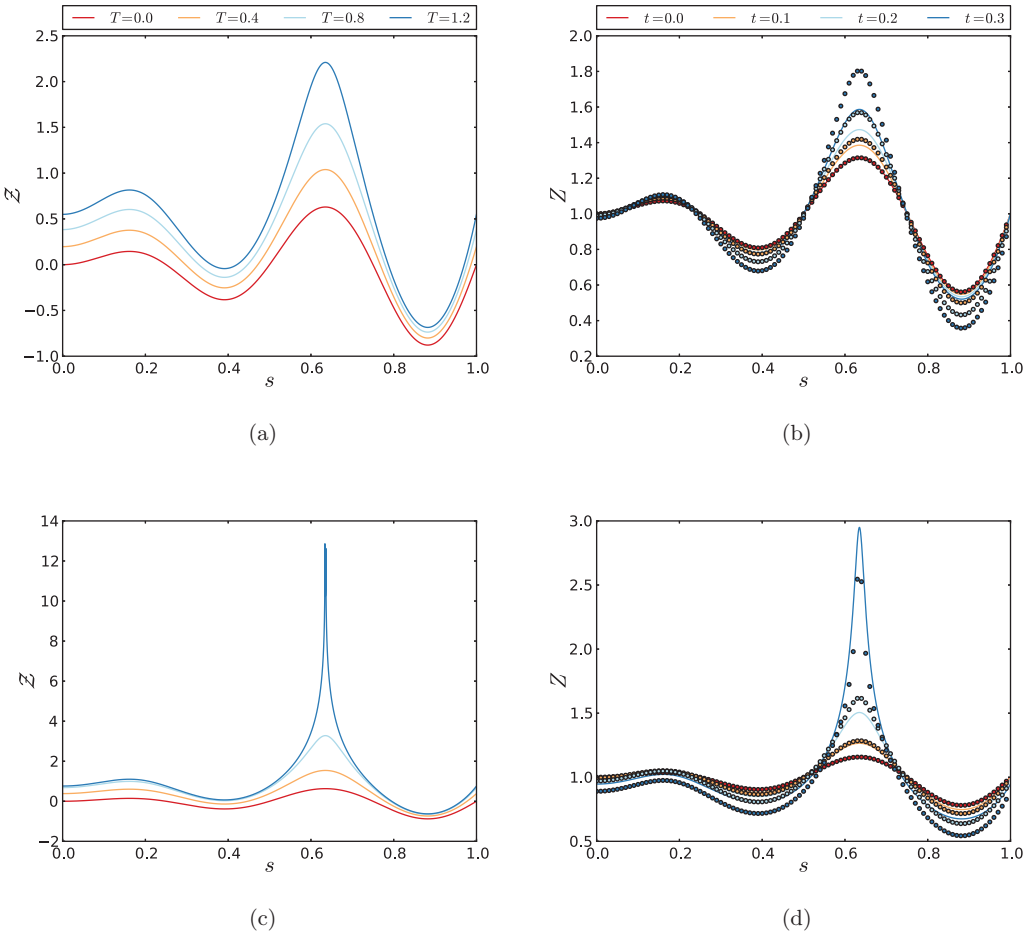 T=0.0 T=0.4 T=0.8 T=1.2
t=0.0 t=0.1 t=0.2 t=0.3
2.5
2.0
1.5
1.0
0.5
0.0
−0.5
−1.0
Ƶ
0.0 0.2 0.4 0.6 0.8 1.0
s
(a)
2.0
1.8
1.6
1.4
1.2
1.0
0.8
0.6
0.4
0.2
Z
0.0 0.2 0.4 0.6 0.8 1.0
s
(b)
14
12
10
8
6
4
2
0
−2
Ƶ
0.0 0.2 0.4 0.6 0.8 1.0
s
(c)
3.0
2.5
2.0
1.5
1.0
0.5
Z
0.0 0.2 0.4 0.6 0.8 1.0
s
(d)